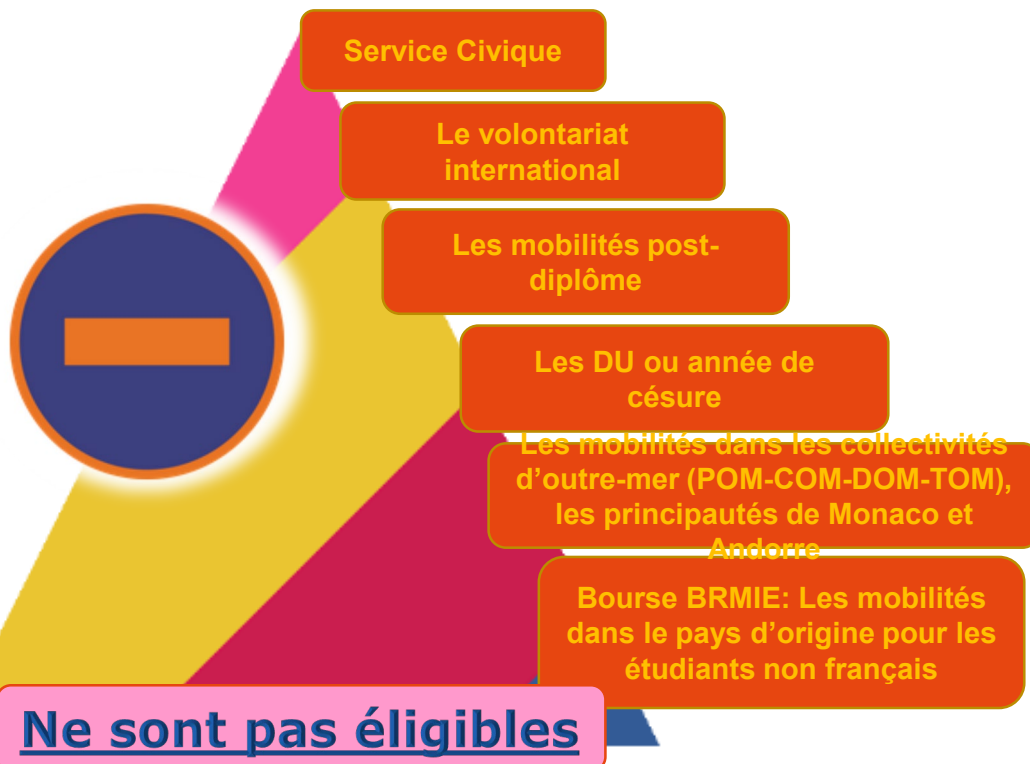 Service Civique
Le volontariat
international
Les mobilités post-
diplôme
Les DU ou année de
césure
Les mobilités dans les collectivités
d’outre-mer (POM-COM-DOM-TOM),
les principautés de Monaco et
Andorre
Bourse BRMIE: Les mobilités
dans le pays d’origine pour les
étudiants non français
Ne sont pas éligibles